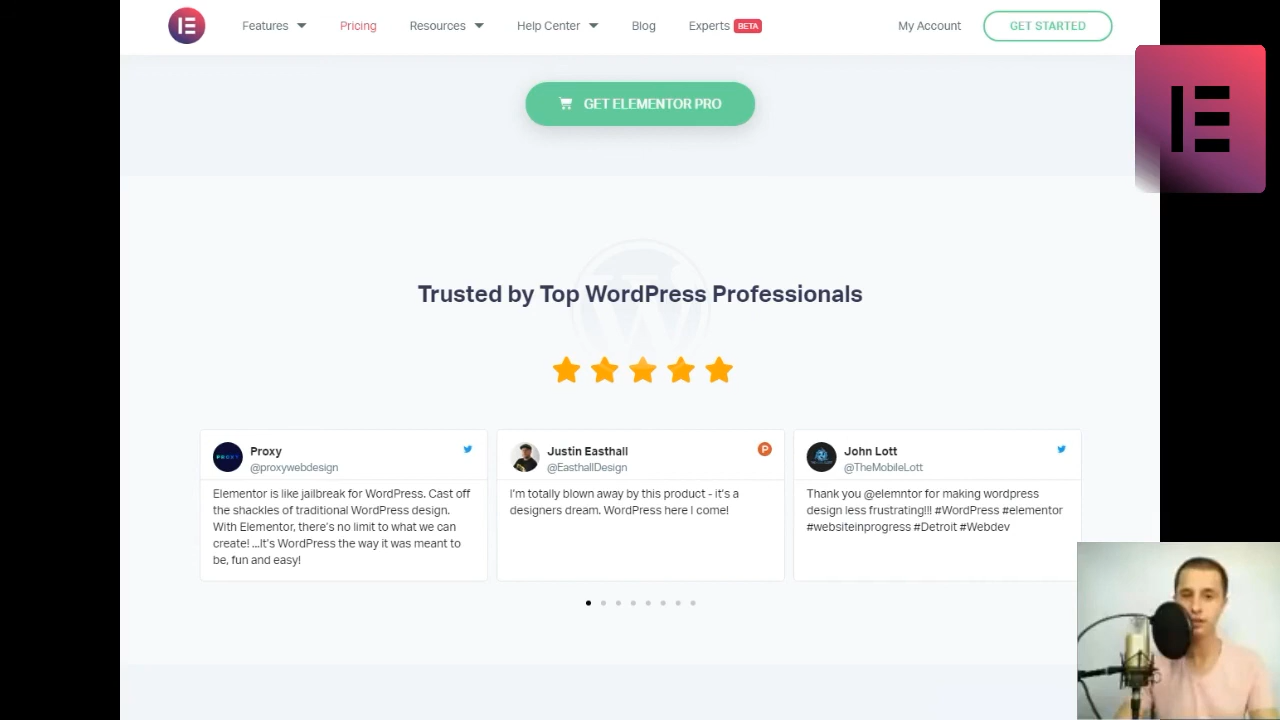 Features
Pricing
Resources
Help Center
Blog
Experts BETA
My Account
GET STARTED
GET ELEMENTOR PRO
Trusted by Top WordPress Professionals
PROXY
Proxy
@proxywebdesign
Elementor is like jailbreak for WordPress. Cast off
the shackles of traditional WordPress design.
With Elementor, there's no limit to what we can
create! ...It's WordPress the way it was meant to
be, fun and easy!
Justin Easthall
@EasthallDesign
P
I'm totally blown away by this product - it's a
designers dream. WordPress here I come!
John Lott
@TheMobileLott
Thank you @elemntor for making wordpress
design less frustrating!!! #WordPress #elementor
#websiteinprogress #Detroit #Webdev